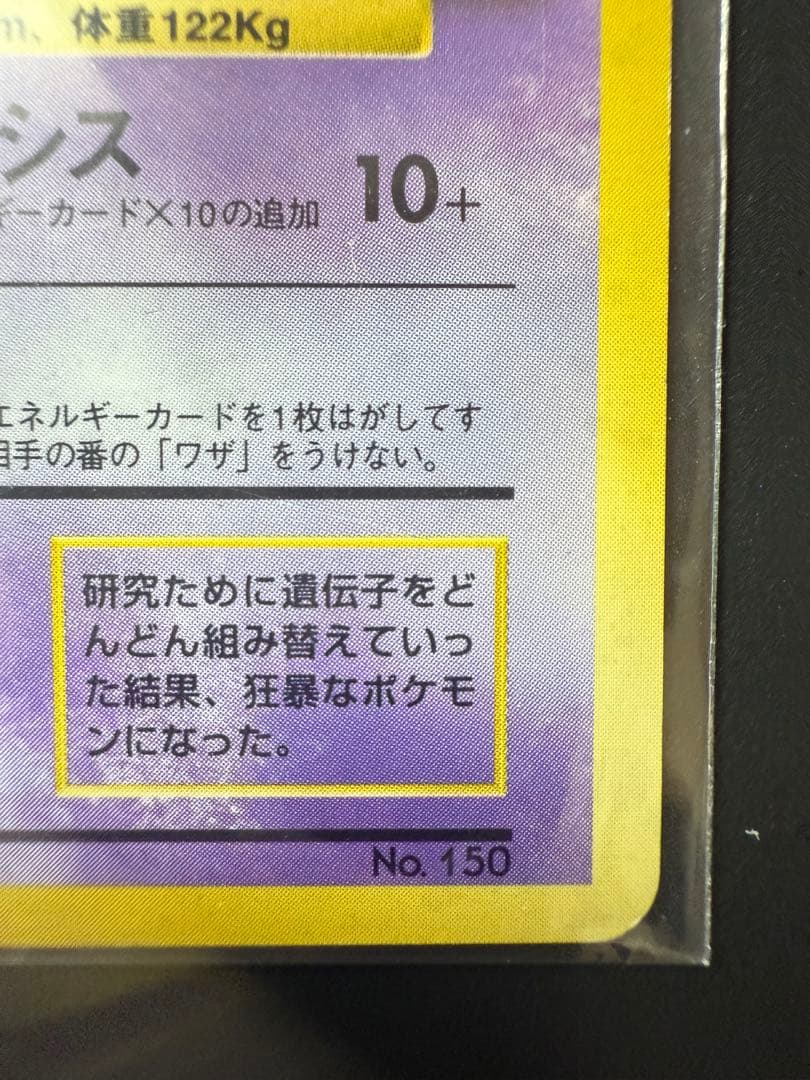 m、体重122Kg
シス
ギーカード×10の追加 10+
エネルギーカードを1枚はがしてす
相手の番の「ワザ」をうけない。
研究ために遺伝子をど
んどん組み替えていっ
た結果、狂暴なポケモ
ンになった。
No. 150